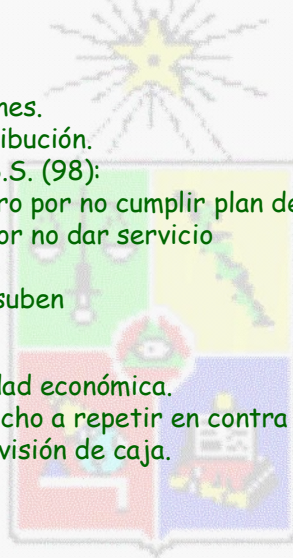 nes.
ibución.
.S. (98):
ro por no cumplir plan de
or no dar servicio
suben
dad económica.
cho a repetir en contra
visión de caja.